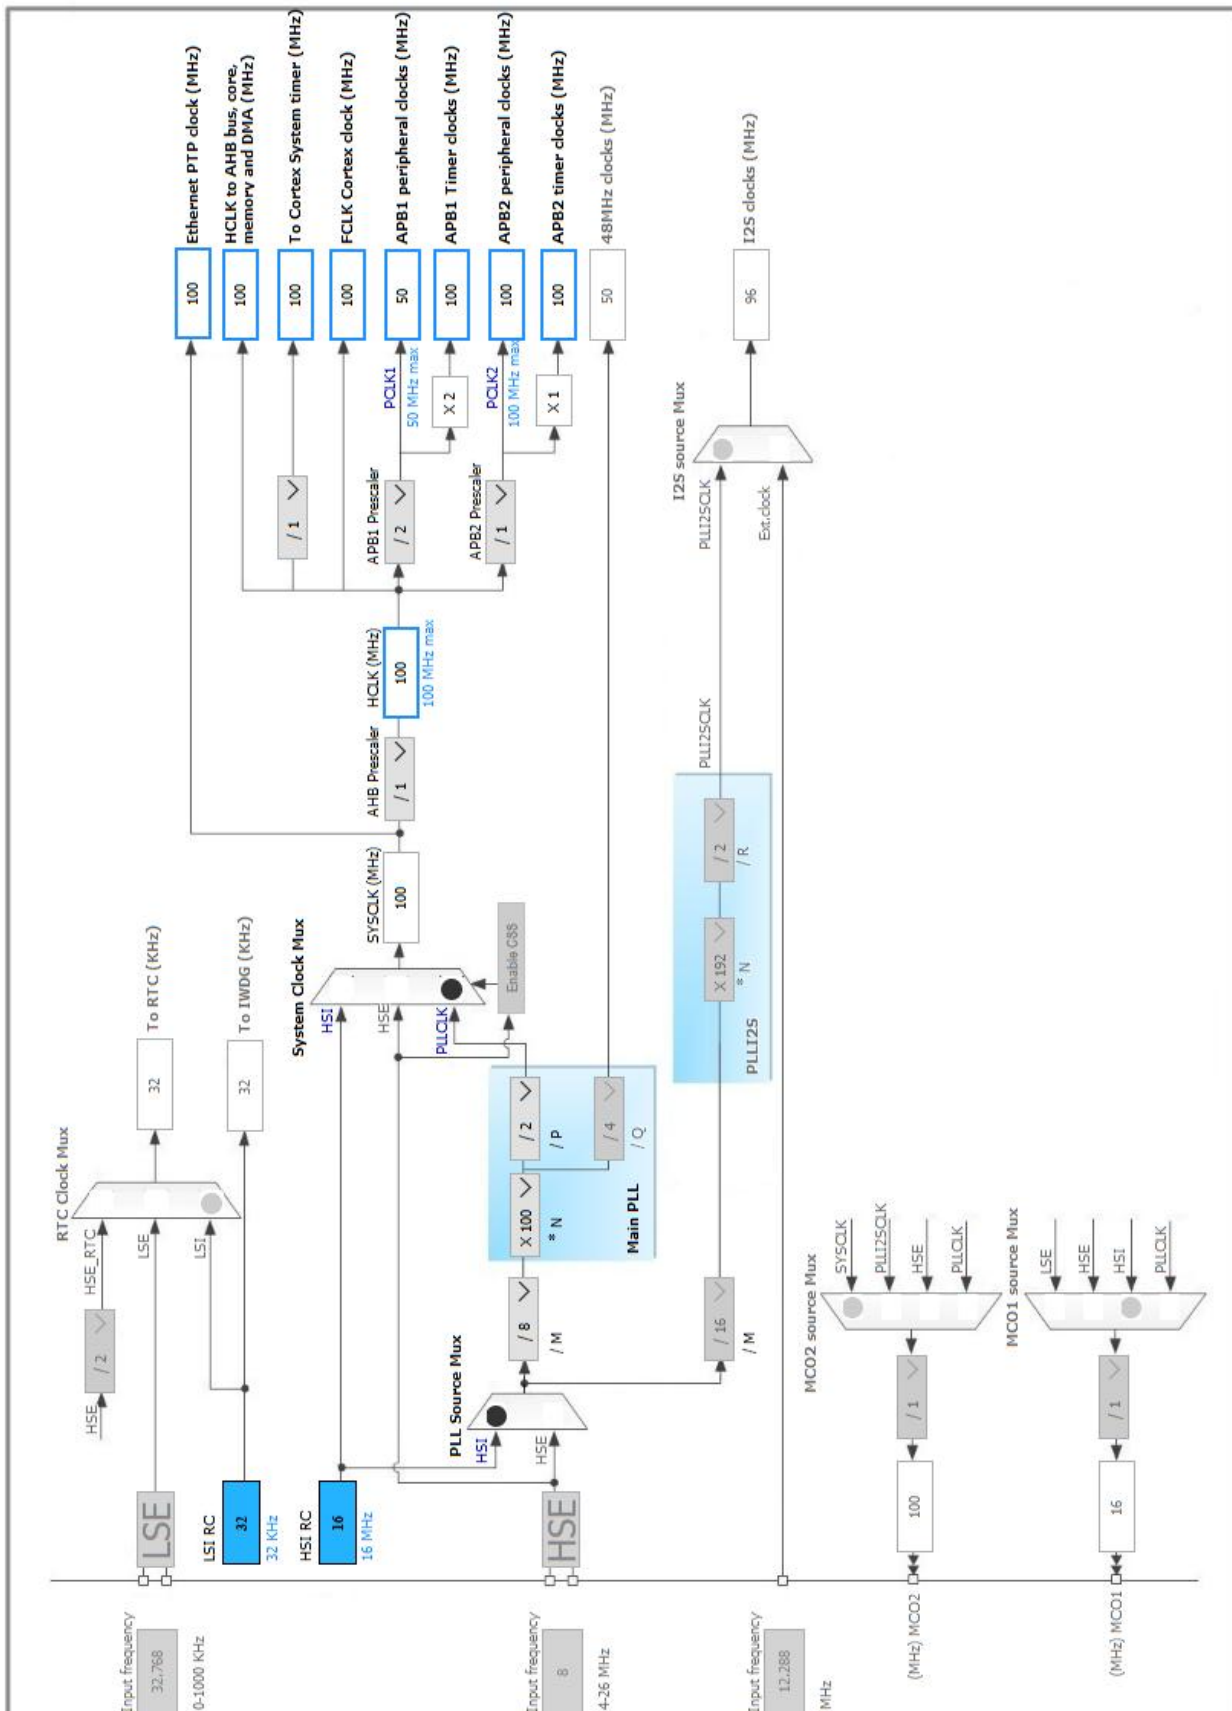 RTC Clock Mux
HSE
/ 2
HSE_RTC
LSE
LSI
32
To RTC (KHz)
32
To IWDG (KHz)
Input frequency
32.768
0-1000 KHz
LSE
LSI RC
32
32 KHz
HSI RC
16
16 MHz
System Clock Mux
HSI
HSE
PLLCLK
Enable CSS
SYSCLK (MHz)
100
AHB Prescaler
/ 1
HCLK (MHz)
100
100 MHz max
100
Ethernet PTP clock (MHz)
100
HCLK to AHB bus, core,
memory and DMA (MHz)
/ 1
100
To Cortex System timer (MHz)
100
FCLK Cortex clock (MHz)
APB1 Prescaler
/ 2
PCLK1
50 MHz max
50
APB1 peripheral clocks (MHz)
X 2
100
APB1 Timer clocks (MHz)
APB2 Prescaler
/ 1
PCLK2
100 MHz max
100
APB2 peripheral clocks (MHz)
X 1
100
APB2 timer clocks (MHz)
50
48MHz clocks (MHz)
PLL Source Mux
HSI
HSE
Input frequency
8
4-26 MHz
HSE
/ 8
/ M
X 100
* N
/ 2
/ P
/ 4
/ Q
Main PLL
/ 16
/ M
X 192
* N
/ 2
/ R
PLLI2S
PLLI2SCLK
I2S source Mux
PLLI2SCLK
Ext.clock
96
I2S clocks (MHz)
Input frequency
12.288
MHz
MCO2 source Mux
SYSCLK
PLLI2SCLK
HSE
PLLCLK
/ 1
100
(MHz) MCO2
MCO1 source Mux
LSE
HSE
HSI
PLLCLK
/ 1
16
(MHz) MCO1